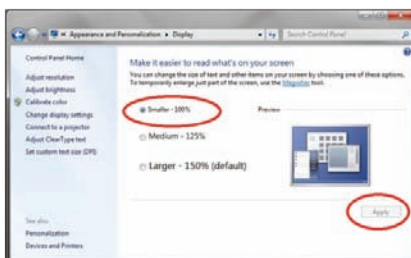 Appearance and Personalization ▸ Display
Search Control Panel
Control Panel Home
Adjust resolution
Adjust brightness
Calibrate color
Change display settings
Connect to a projector
Adjust ClearType text
Set custom text size (DPI)
See also
Personalization
Devices and Printers
Make it easier to read what's on your screen
You can change the size of text and other items on your screen by choosing one of these options.
To temporarily enlarge just part of the screen, use the Magnifier tool.
Smaller - 100%
Preview
Medium - 125%
Larger - 150% (default)
Apply